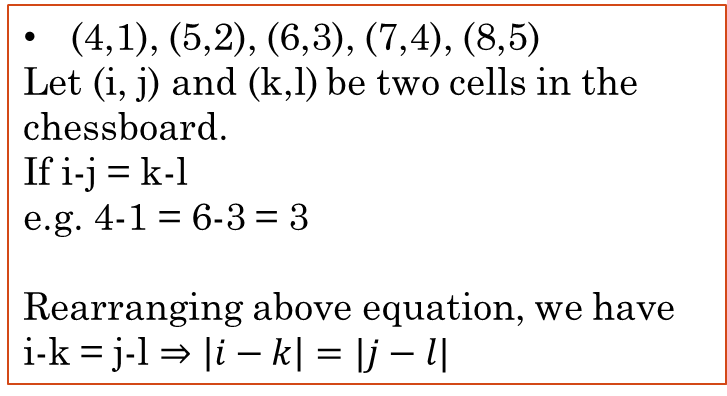 • (4,1), (5,2), (6,3), (7,4), (8,5)
Let (i, j) and (k,l) be two cells in the
chessboard.
If i-j = k-l
e.g. 4-1 = 6-3 = 3
Rearranging above equation, we have
i-k = j-l ⇒ |i − k| = |j − l|